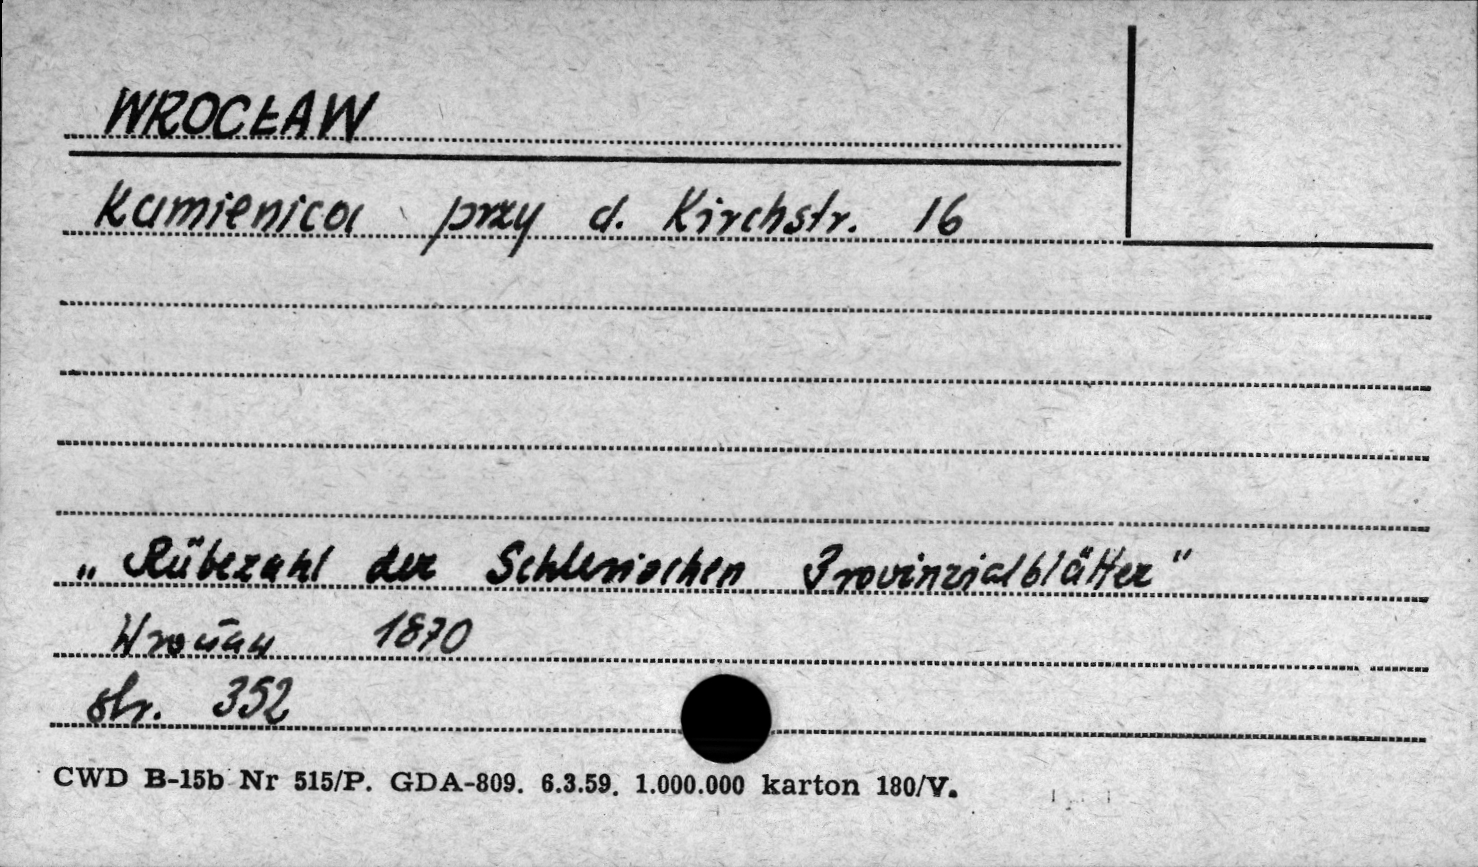 WROCŁAW
Kamienica przy d. Kirchstr. 16
„Rübezahl der Schlesischen Provinzialblätter"
1870
str. 352
CWD B-15b Nr 515/P. GDA-809. 6.3.59. 1.000.000 karton 180/V.